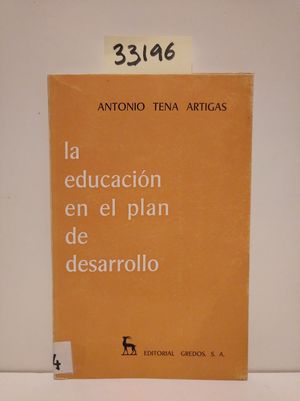 33196
ANTONIO TENA ARTIGAS
la
educación
en el plan
de
desarrollo
EDITORIAL GREDOS, S. A.
4